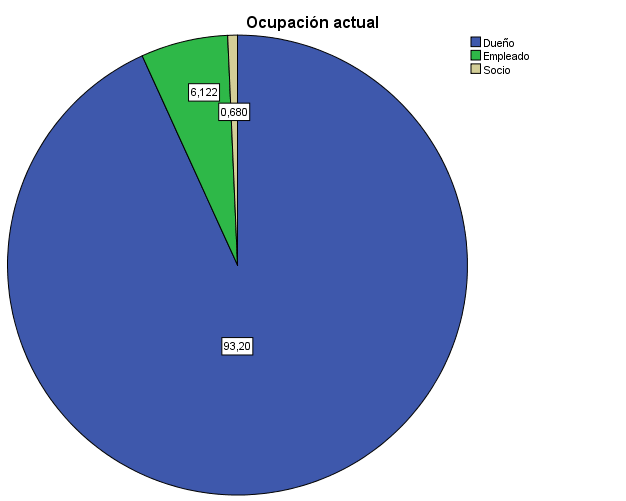 Ocupación actual
Dueño
Empleado
Socio
6,122
0,680
93,20